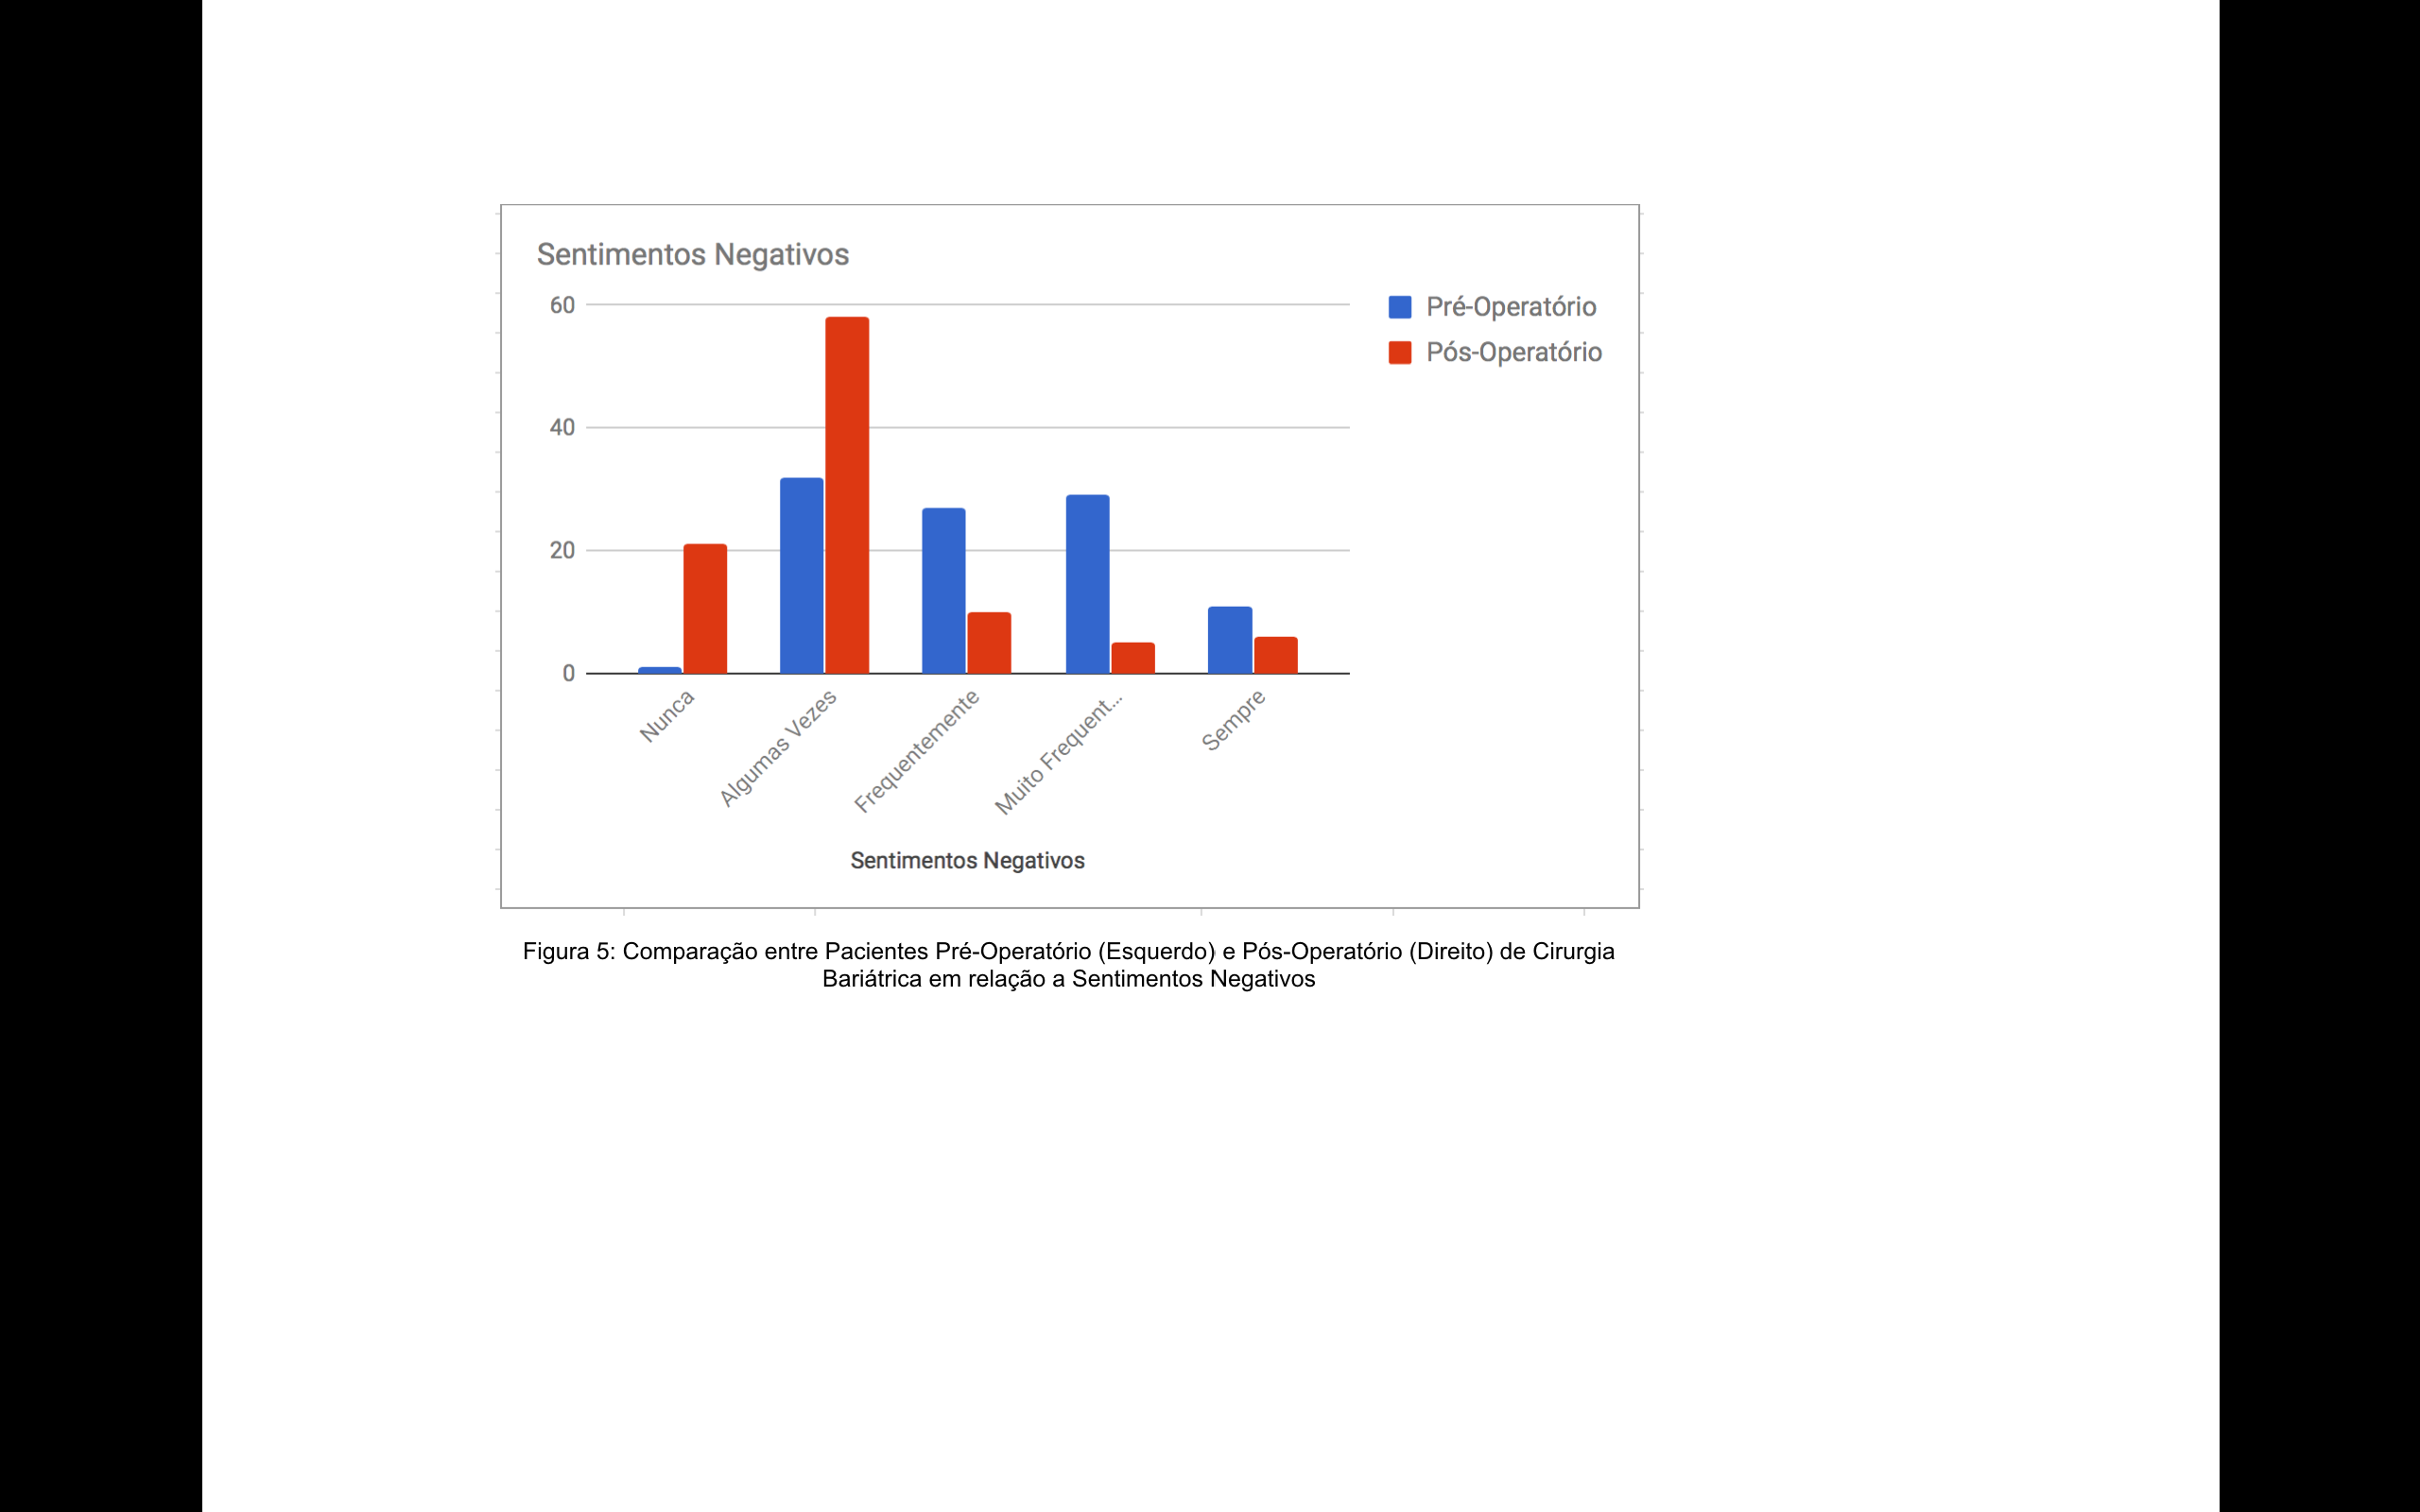 Sentimentos Negativos
60
40
20
0
Pré-Operatório
Pós-Operatório
Nunca
Algumas Vezes
Frequentemente
Muito Frequent...
Sempre
Sentimentos Negativos
Figura 5: Comparação entre Pacientes Pré-Operatório (Esquerdo) e Pós-Operatório (Direito) de Cirurgia
Bariátrica em relação a Sentimentos Negativos